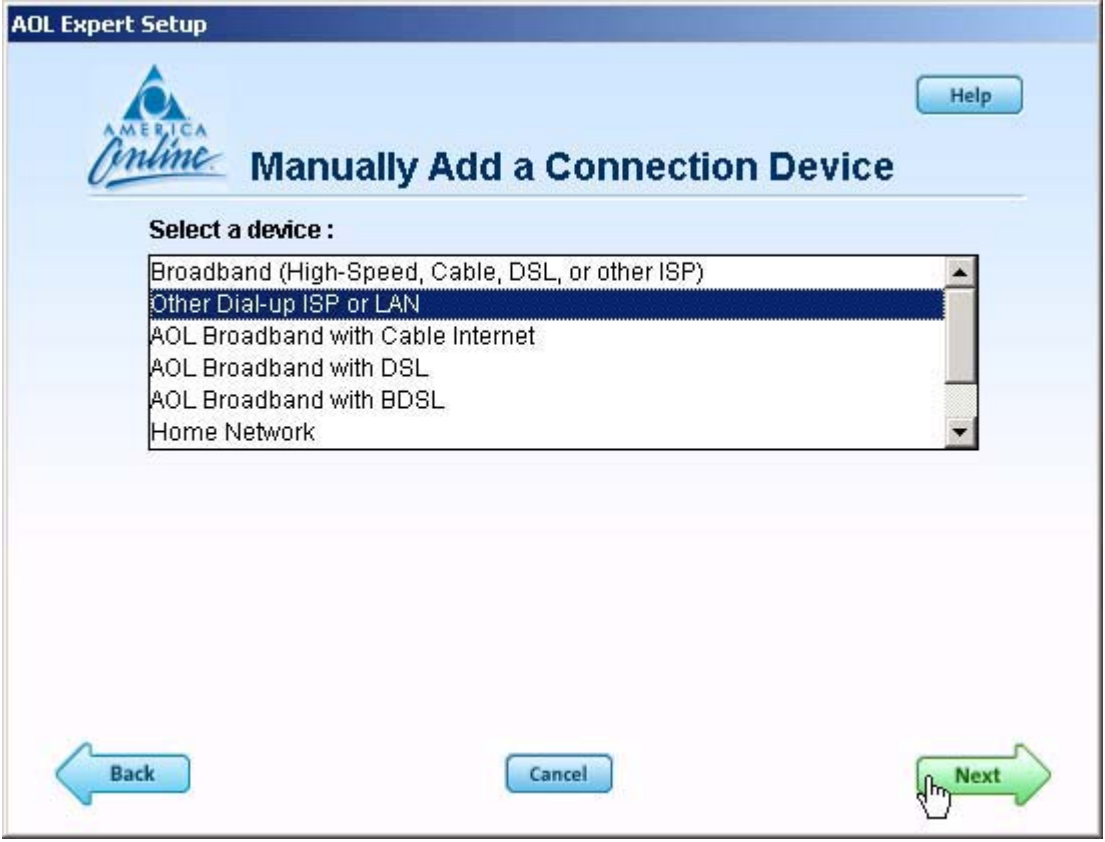 AOL Expert Setup
Help
AMERICA
Online
Manually Add a Connection Device
Select a device :
Broadband (High-Speed, Cable, DSL, or other ISP)
Other Dial-up ISP or LAN
AOL Broadband with Cable Internet
AOL Broadband with DSL
AOL Broadband with BDSL
Home Network
Back
Cancel
Next